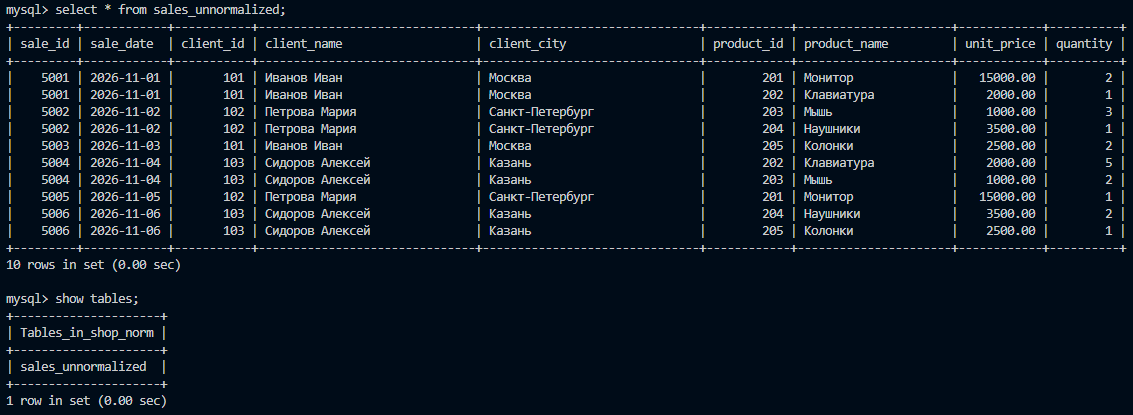 mysql> select * from sales_unnormalized;
+---------+------------+-----------+----------------------------+----------------------------+------------+--------------------+------------+----------+
| sale_id | sale_date  | client_id | client_name                | client_city                | product_id | product_name       | unit_price | quantity |
+---------+------------+-----------+----------------------------+----------------------------+------------+--------------------+------------+----------+
|    5001 | 2026-11-01 |       101 | Иванов Иван                | Москва                     |        201 | Монитор            |   15000.00 |        2 |
|    5001 | 2026-11-01 |       101 | Иванов Иван                | Москва                     |        202 | Клавиатура         |    2000.00 |        1 |
|    5002 | 2026-11-02 |       102 | Петрова Мария              | Санкт-Петербург            |        203 | Мышь               |    1000.00 |        3 |
|    5002 | 2026-11-02 |       102 | Петрова Мария              | Санкт-Петербург            |        204 | Наушники           |    3500.00 |        1 |
|    5003 | 2026-11-03 |       101 | Иванов Иван                | Москва                     |        205 | Колонки            |    2500.00 |        2 |
|    5004 | 2026-11-04 |       103 | Сидоров Алексей            | Казань                     |        202 | Клавиатура         |    2000.00 |        5 |
|    5004 | 2026-11-04 |       103 | Сидоров Алексей            | Казань                     |        203 | Мышь               |    1000.00 |        2 |
|    5005 | 2026-11-05 |       102 | Петрова Мария              | Санкт-Петербург            |        201 | Монитор            |   15000.00 |        1 |
|    5006 | 2026-11-06 |       103 | Сидоров Алексей            | Казань                     |        204 | Наушники           |    3500.00 |        2 |
|    5006 | 2026-11-06 |       103 | Сидоров Алексей            | Казань                     |        205 | Колонки            |    2500.00 |        1 |
+---------+------------+-----------+----------------------------+----------------------------+------------+--------------------+------------+----------+
10 rows in set (0.00 sec)

mysql> show tables;
+---------------------+
| Tables_in_shop_norm |
+---------------------+
| sales_unnormalized  |
+---------------------+
1 row in set (0.00 sec)